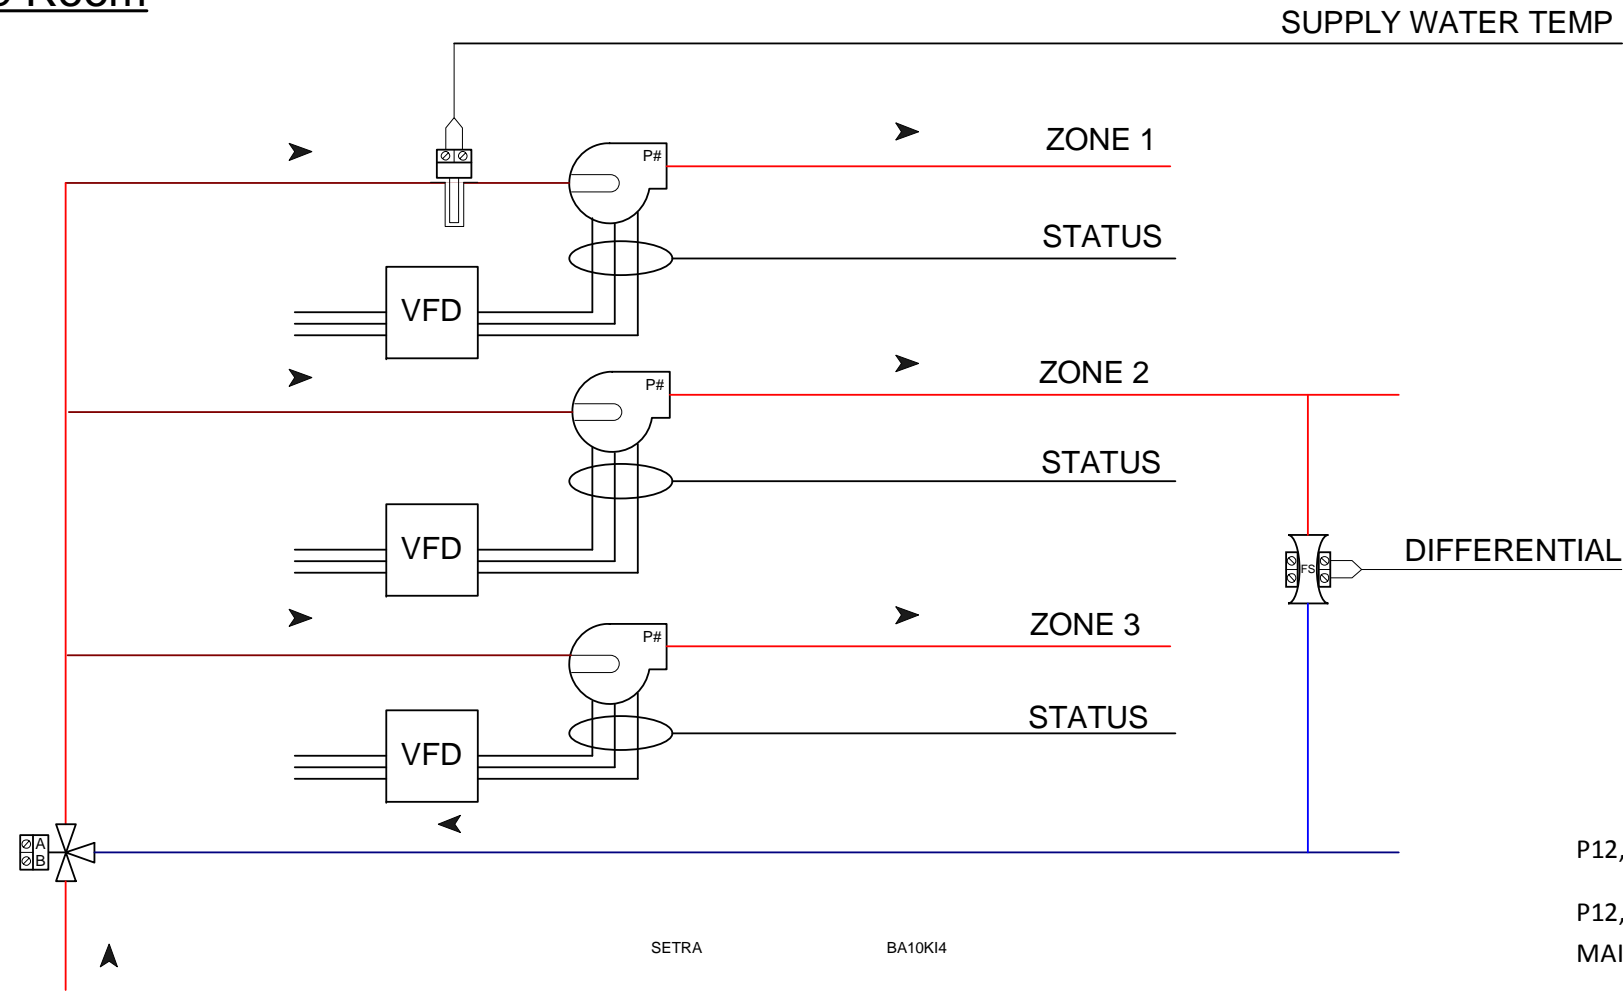 Room
SUPPLY WATER TEMP
ZONE 1
P#
STATUS
VFD
ZONE 2
P#
STATUS
VFD
DIFFERENTIAL
FS
ZONE 3
P#
STATUS
VFD
A
B
P12,
P12,
SETRA BA10KI4
MAI